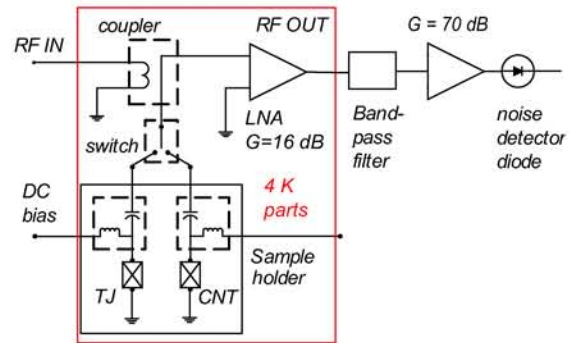 coupler
RF IN
RF OUT
G = 70 dB
LNA
G=16 dB
Band-
pass
filter
noise
detector
diode
switch
DC
bias
4 K
parts
Sample
holder
TJ
CNT